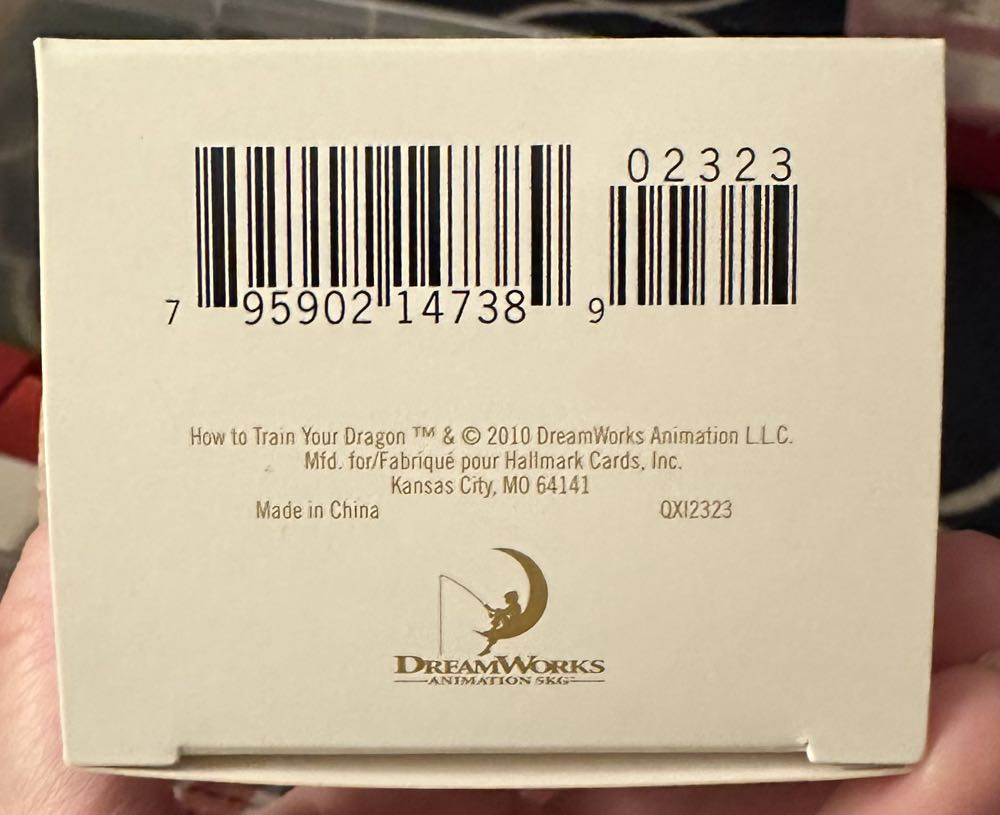 02323
7 95902 14738 9
How to Train Your Dragon ™ & © 2010 DreamWorks Animation L.L.C.
Mfd. for/Fabriqué pour Hallmark Cards, Inc.
Kansas City, MO 64141
Made in China QXI2323
DREAMWORKS
ANIMATION SKG